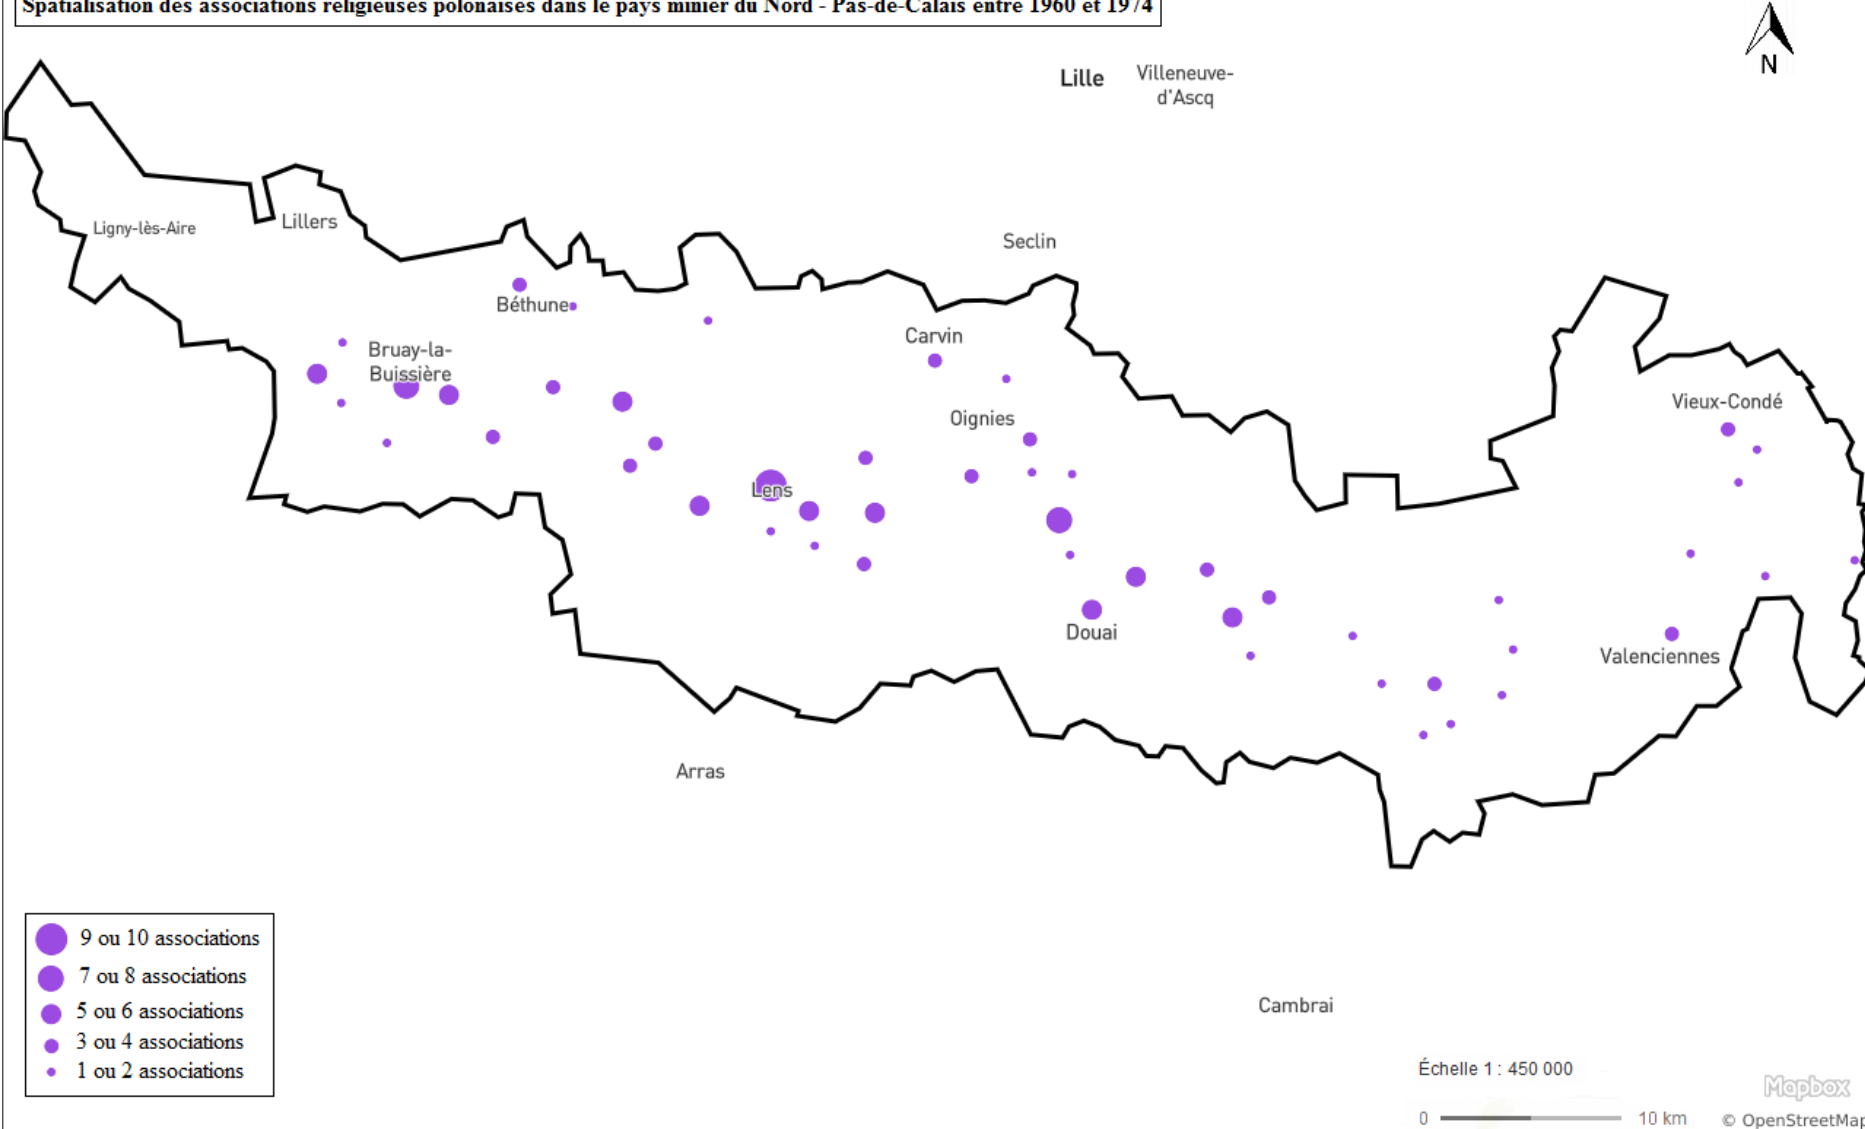 Spatialisation des associations religieuses polonaises dans le pays minier du Nord - Pas-de-Calais entre 1960 et 1974
N
Lille
Villeneuve-
d'Ascq
Ligny-lès-Aire
Lillers
Seclin
Béthune
Carvin
Bruay-la-
Buissière
Oignies
Vieux-Condé
Lens
Douai
Valenciennes
Arras
9 ou 10 associations
7 ou 8 associations
5 ou 6 associations
3 ou 4 associations
1 ou 2 associations
Cambrai
Échelle 1 : 450 000
0
10 km
Mapbox
© OpenStreetMap